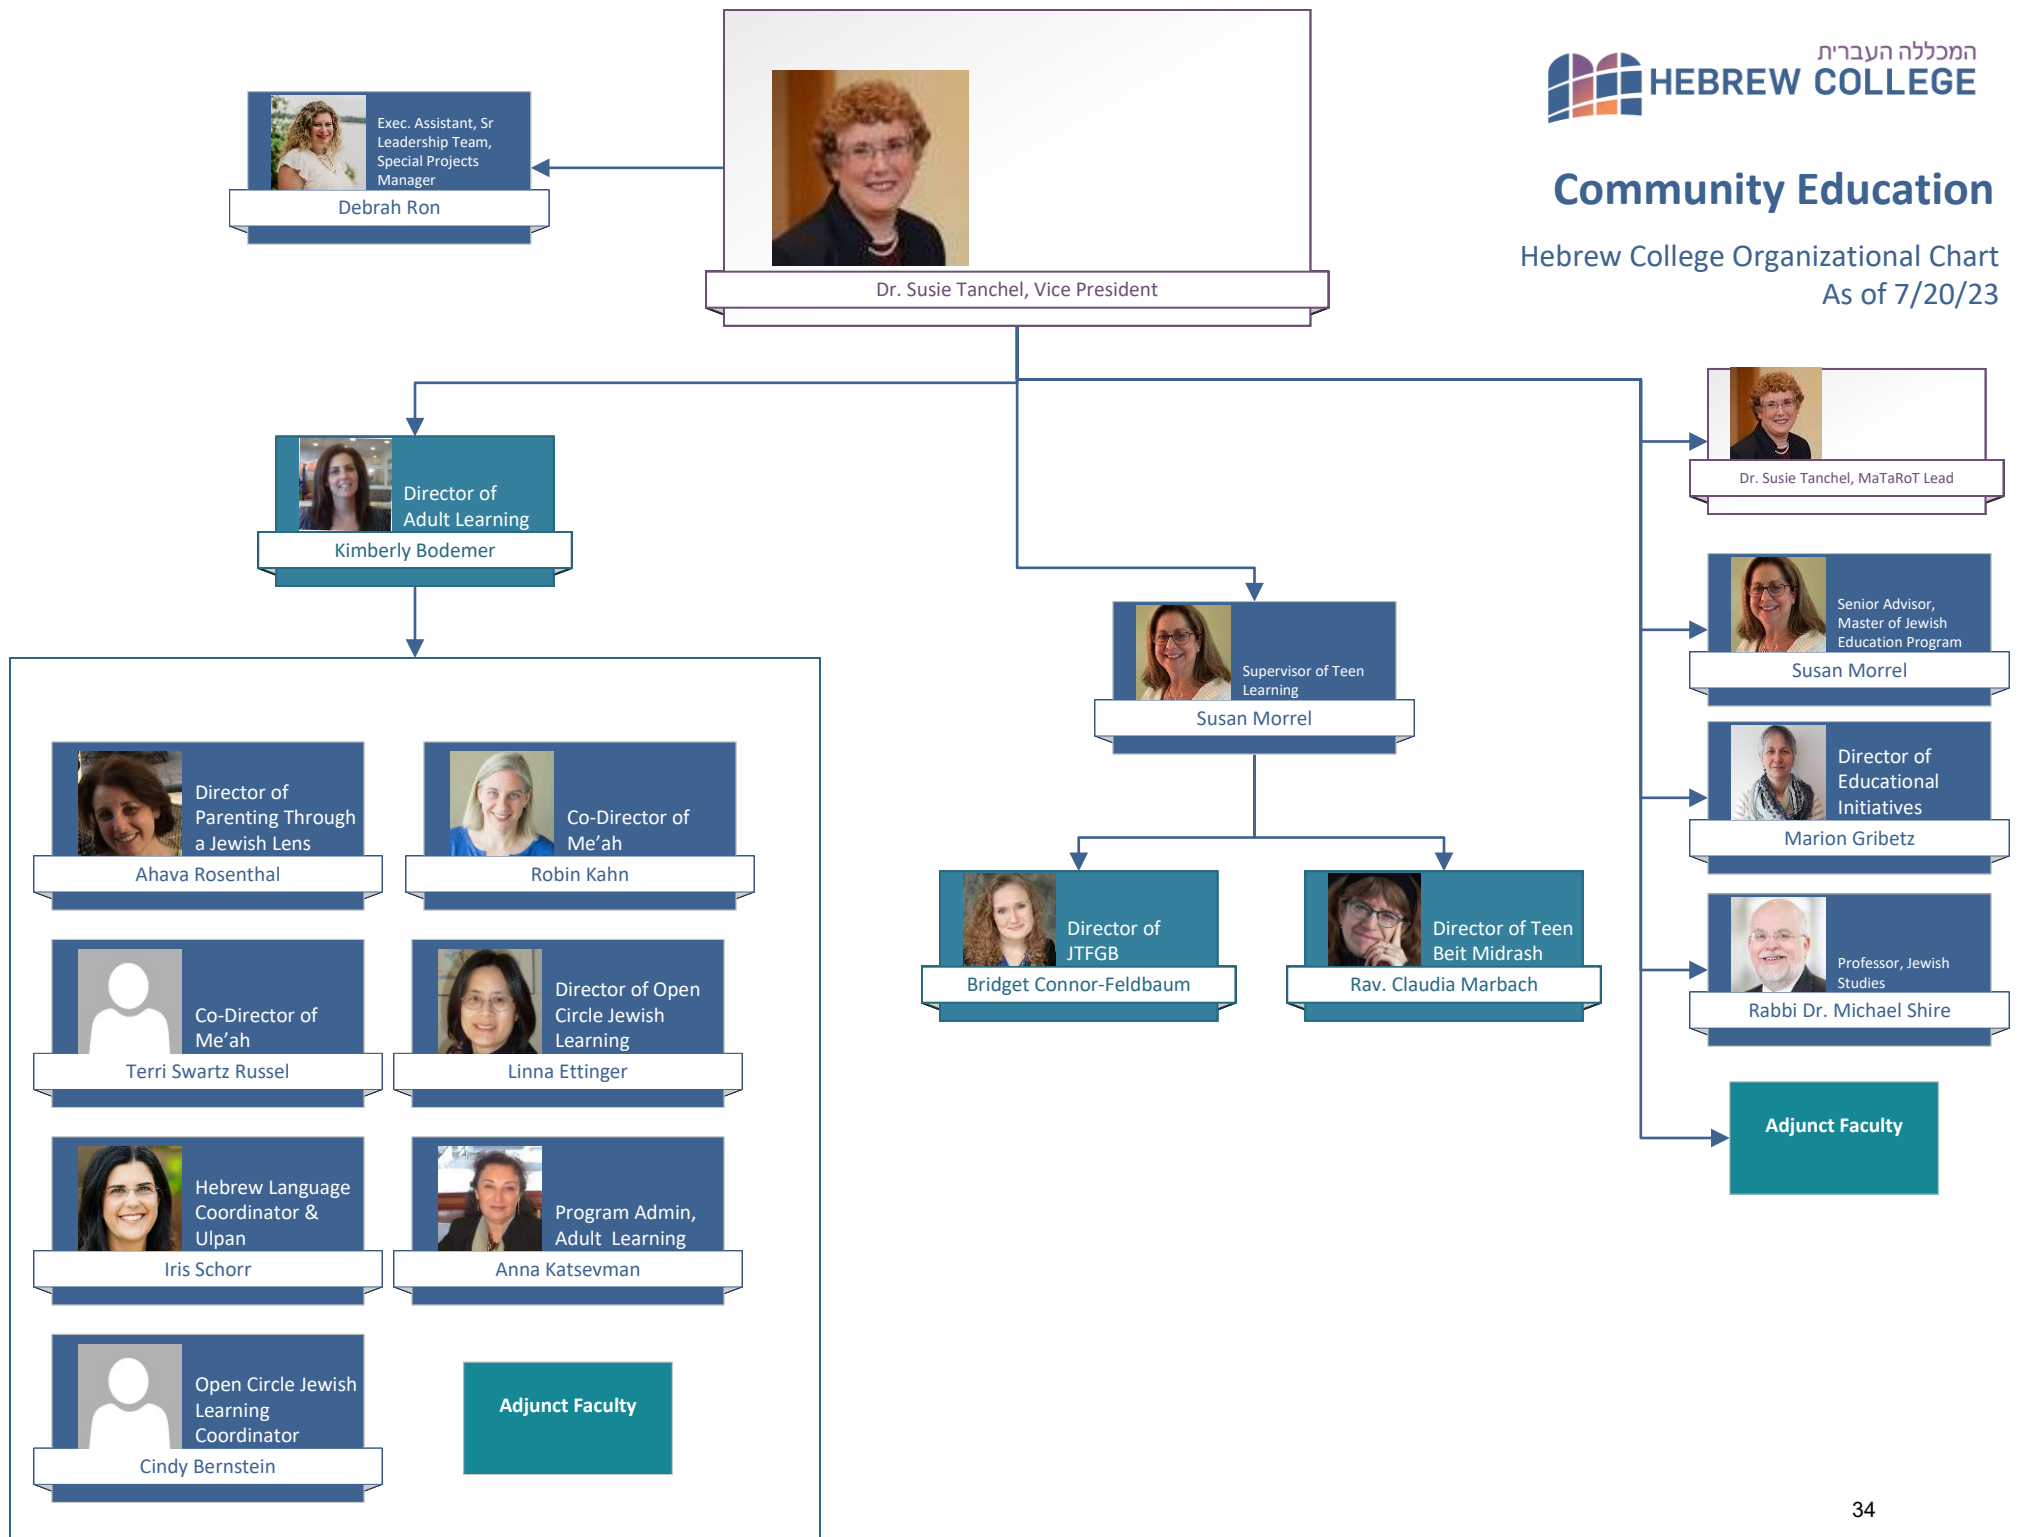 המכללה העברית
HEBREW COLLEGE
Community Education
Hebrew College Organizational Chart
As of 7/20/23
Exec. Assistant, Sr
Leadership Team,
Special Projects
Manager
Debrah Ron
Dr. Susie Tanchel, Vice President
Director of
Adult Learning
Kimberly Bodemer
Director of
Parenting Through
a Jewish Lens
Ahava Rosenthal
Co-Director of
Me’ah
Robin Kahn
Co-Director of
Me’ah
Terri Swartz Russel
Director of Open
Circle Jewish
Learning
Linna Ettinger
Hebrew Language
Coordinator &
Ulpan
Iris Schorr
Program Admin,
Adult  Learning
Anna Katsevman
Open Circle Jewish
Learning
Coordinator
Cindy Bernstein
Adjunct Faculty
Supervisor of Teen
Learning
Susan Morrel
Director of
JTFGB
Bridget Connor-Feldbaum
Director of Teen
Beit Midrash
Rav. Claudia Marbach
Dr. Susie Tanchel, MaTaRoT Lead
Senior Advisor,
Master of Jewish
Education Program
Susan Morrel
Director of
Educational
Initiatives
Marion Gribetz
Professor, Jewish
Studies
Rabbi Dr. Michael Shire
Adjunct Faculty
34